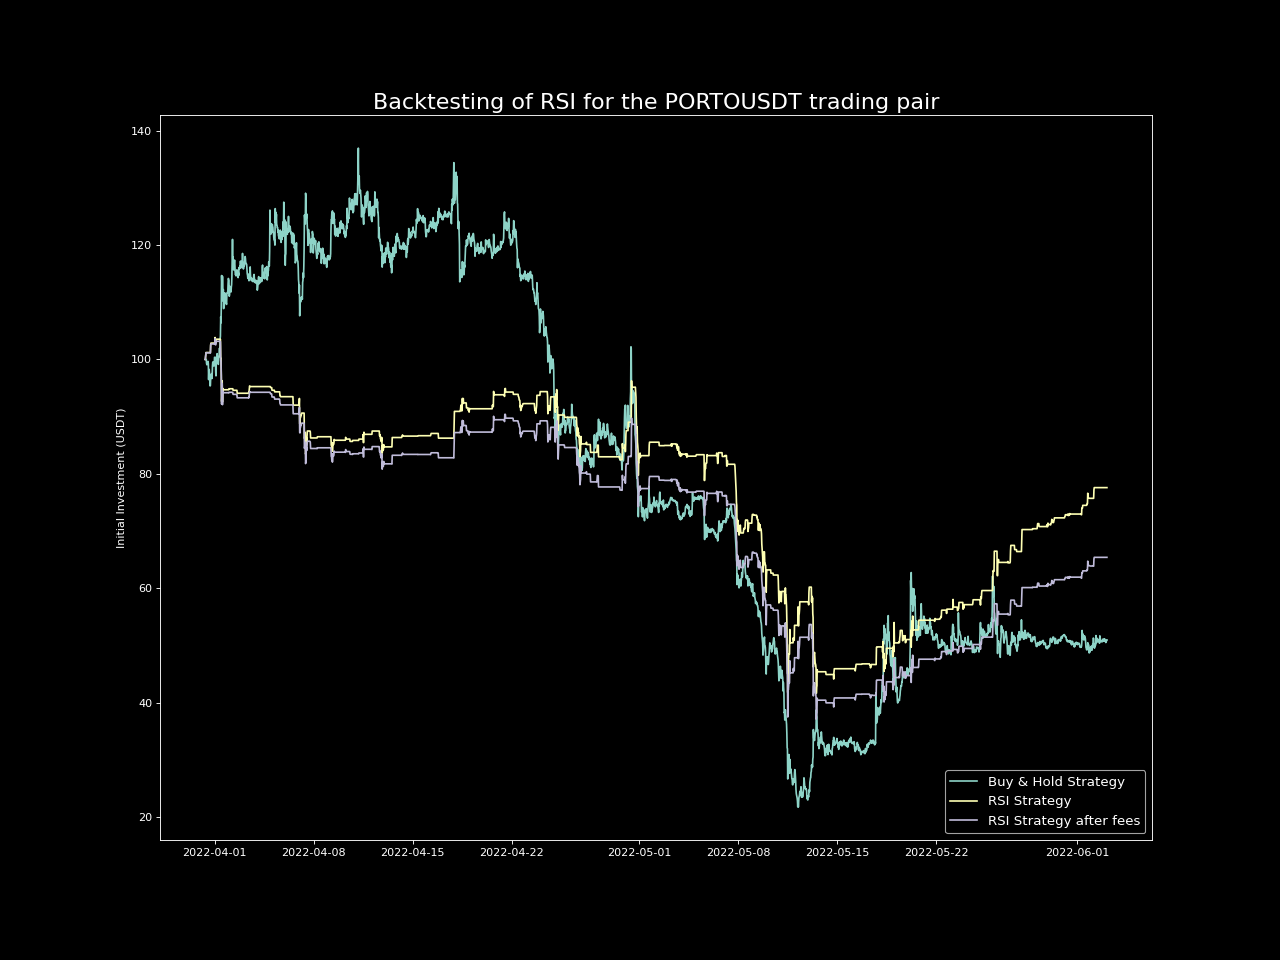 Backtesting of RSI for the PORTOUSDT trading pair
140
120
100
80
60
40
20
Initial Investment (USDT)
2022-04-01 2022-04-08 2022-04-15 2022-04-22 2022-05-01 2022-05-08 2022-05-15 2022-05-22 2022-06-01
Buy & Hold Strategy
RSI Strategy
RSI Strategy after fees